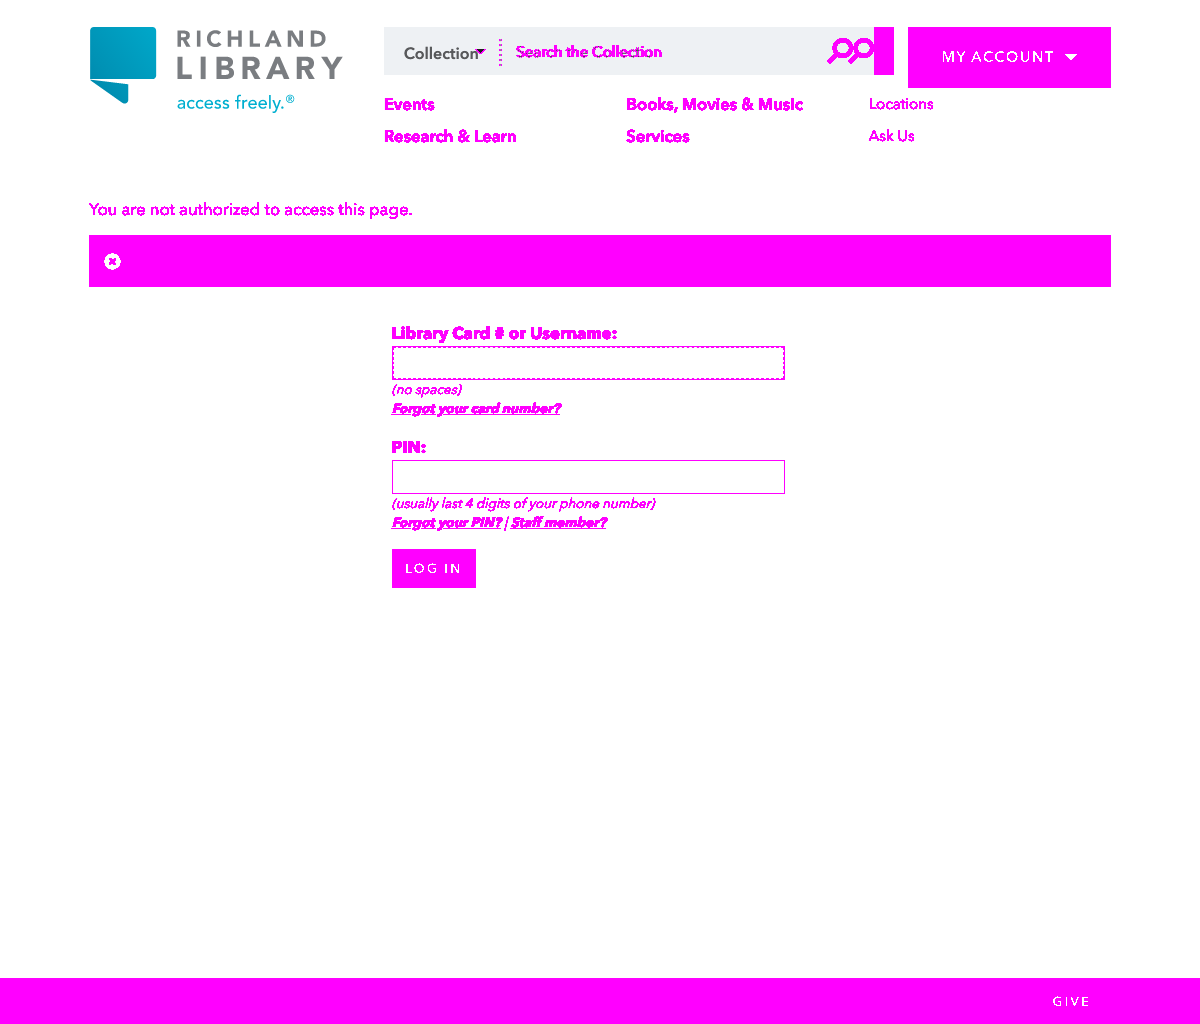 RICHLAND
LIBRARY
access freely.®
Collection
Search the Collection
MY ACCOUNT
Events
Books, Movies & Music
Locations
Research & Learn
Services
Ask Us
You are not authorized to access this page.
Library Card # or Username:
(no spaces)
Forgot your card number?
PIN:
(usually last 4 digits of your phone number)
Forgot your PIN? | Staff member?
LOG IN
GIVE